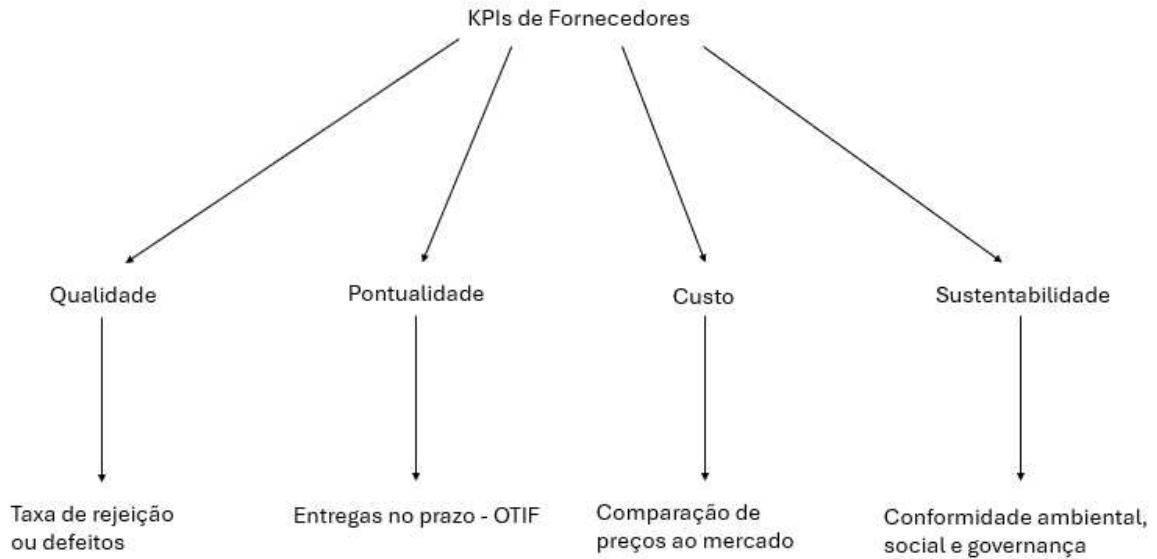 KPIs de Fornecedores
Qualidade
Pontualidade
Custo
Sustentabilidade
Taxa de rejeição
ou defeitos
Entregas no prazo - OTIF
Comparação de
preços ao mercado
Conformidade ambiental,
social e governança